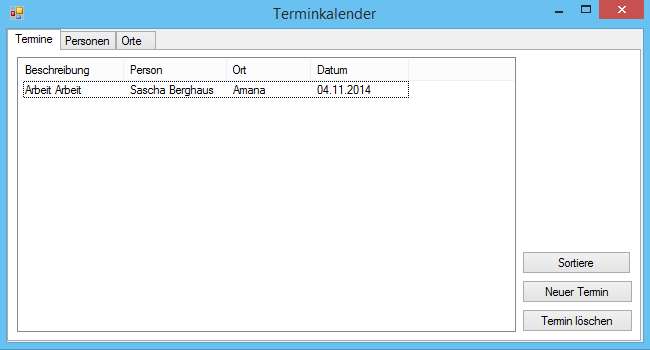 Terminkalender
Termine Personen Orte
Beschreibung Person Ort Datum
Arbeit Arbeit Sascha Berghaus Amana 04.11.2014
Sortiere
Neuer Termin
Termin löschen